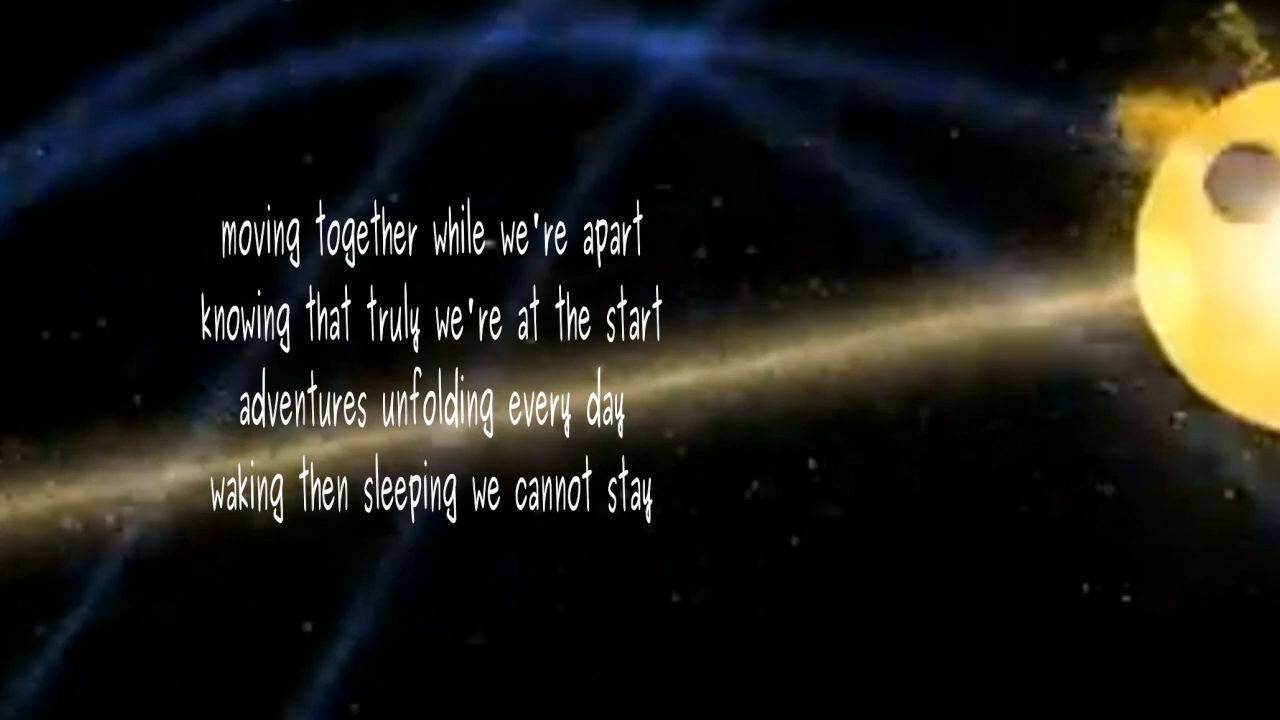 moving together while we're apart
knowing that truly we're at the start
adventures unfolding every day
waking then sleeping we cannot stay